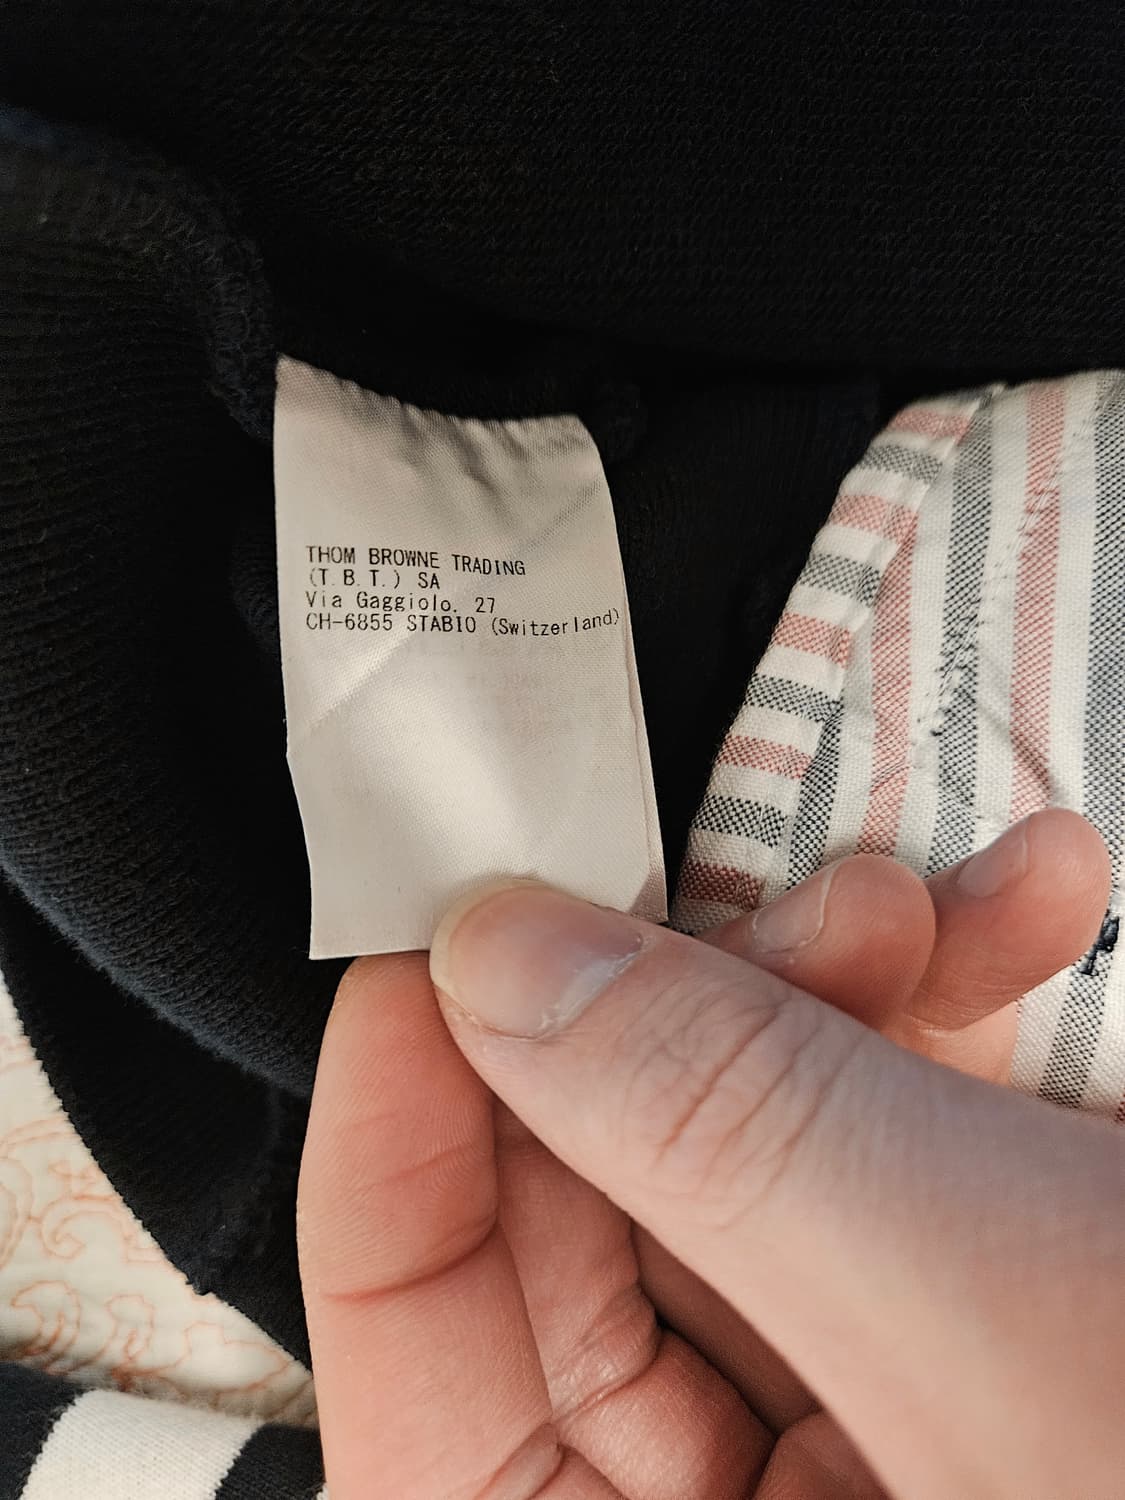 THOM BROWNE TRADING
(T.B.T.) SA
Via Gaggiolo, 27
CH-6855 STABIO (Switzerland)